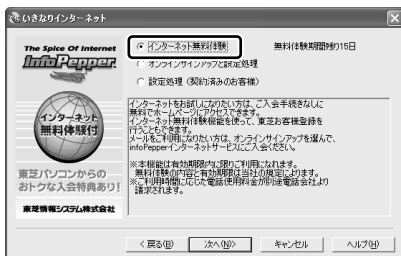 いきなりインターネット
The Spice Of Internet
InfoPepper
インターネット
無料体験付
東芝パソコンからの
おトクな入会特典あり!
東芝情報システム株式会社
インターネット無料体験
無料体験期間残り15日
オンラインサインアップと設定処理
設定処理(契約済みのお客様)
インターネットをお試しになりたい方は、ご入会手続きなしに
無料でホームページにアクセスできます。
インターネット無料体験機能を使って、東芝お客様登録を
行うこともできます。
メールをご利用になりたい方は、オンラインサインアップを選んで、
infoPepperインターネットサービスにご入会ください。
※本機能は有効期限内に限りご利用になれます。
無料体験の内容と有効期限は当社の規定によります。
※ご利用時間に応じた電話使用料金が別途電話会社より
請求されます。
< 戻る(B)
次へ(N)>
キャンセル
ヘルプ(H)